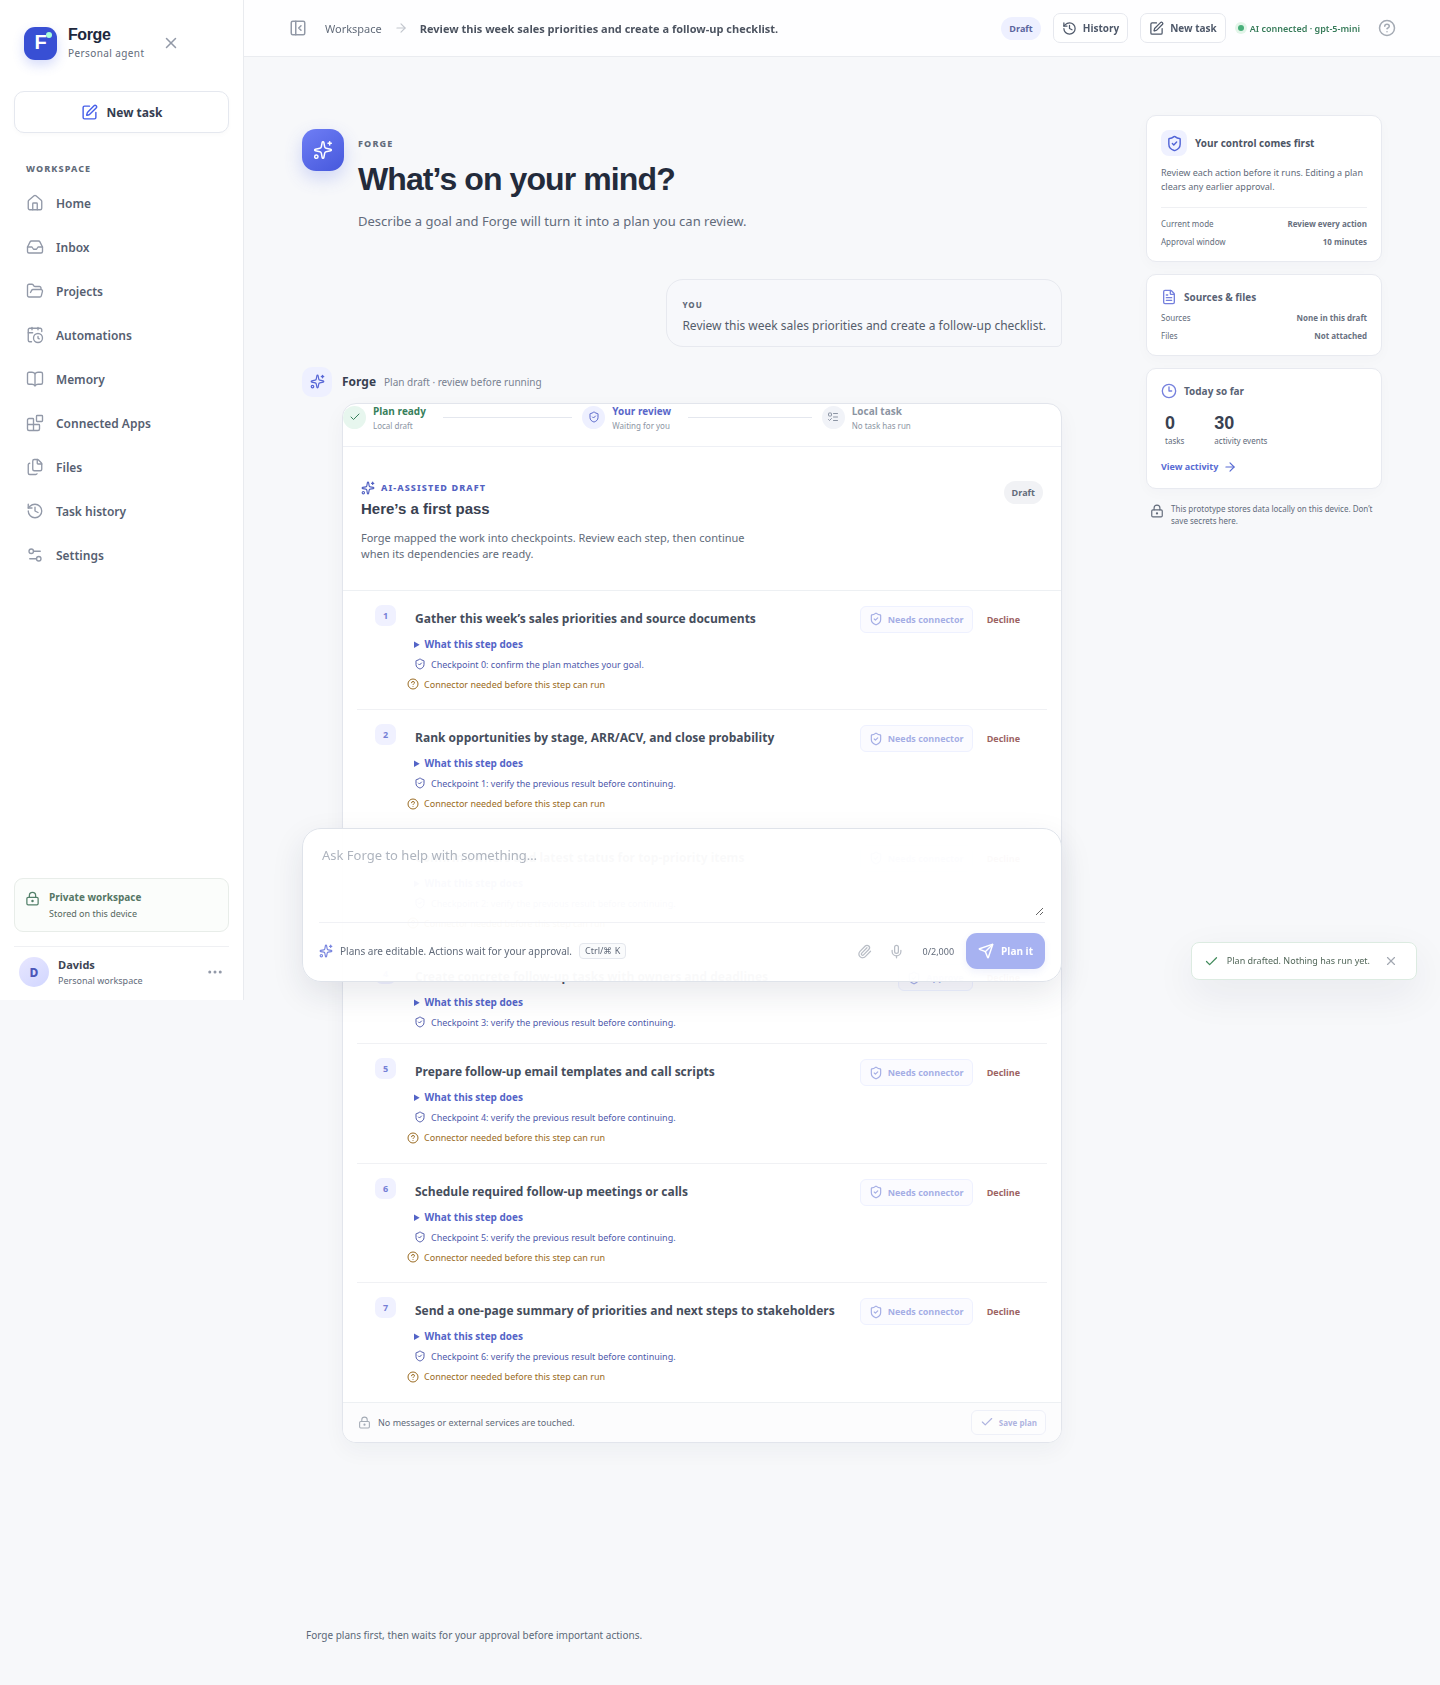 F
Forge
Personal agent
New task
WORKSPACE
Home
Inbox
Projects
Automations
Memory
Connected Apps
Files
Task history
Settings
Private workspace
Stored on this device
D
Davids
Personal workspace
Workspace
Review this week sales priorities and create a follow-up checklist.
Draft
History
New task
AI connected · gpt-5-mini
FORGE
What’s on your mind?
Describe a goal and Forge will turn it into a plan you can review.
YOU
Review this week sales priorities and create a follow-up checklist.
Forge Plan draft · review before running
Plan ready
Local draft
Your review
Waiting for you
Local task
No task has run
AI-ASSISTED DRAFT
Draft
Here’s a first pass
Forge mapped the work into checkpoints. Review each step, then continue
when its dependencies are ready.
1 Gather this week’s sales priorities and source documents Needs connector Decline
What this step does
Checkpoint 0: confirm the plan matches your goal.
Connector needed before this step can run
2 Rank opportunities by stage, ARR/ACV, and close probability Needs connector Decline
What this step does
Checkpoint 1: verify the previous result before continuing.
Connector needed before this step can run
Ask Forge to help with something...
latest status for top-priority items
Plans are editable. Actions wait for your approval. Ctrl/⌘ K 0/2,000 Plan it
Create concrete follow-up tasks with owners and deadlines
What this step does
Checkpoint 3: verify the previous result before continuing.
5 Prepare follow-up email templates and call scripts Needs connector Decline
What this step does
Checkpoint 4: verify the previous result before continuing.
Connector needed before this step can run
6 Schedule required follow-up meetings or calls Needs connector Decline
What this step does
Checkpoint 5: verify the previous result before continuing.
Connector needed before this step can run
7 Send a one-page summary of priorities and next steps to stakeholders Needs connector Decline
What this step does
Checkpoint 6: verify the previous result before continuing.
Connector needed before this step can run
No messages or external services are touched. Save plan
Forge plans first, then waits for your approval before important actions.
Your control comes first
Review each action before it runs. Editing a plan
clears any earlier approval.
Current mode Review every action
Approval window 10 minutes
Sources & files
Sources None in this draft
Files Not attached
Today so far
0 30
tasks activity events
View activity
This prototype stores data locally on this device. Don’t
save secrets here.
Plan drafted. Nothing has run yet.